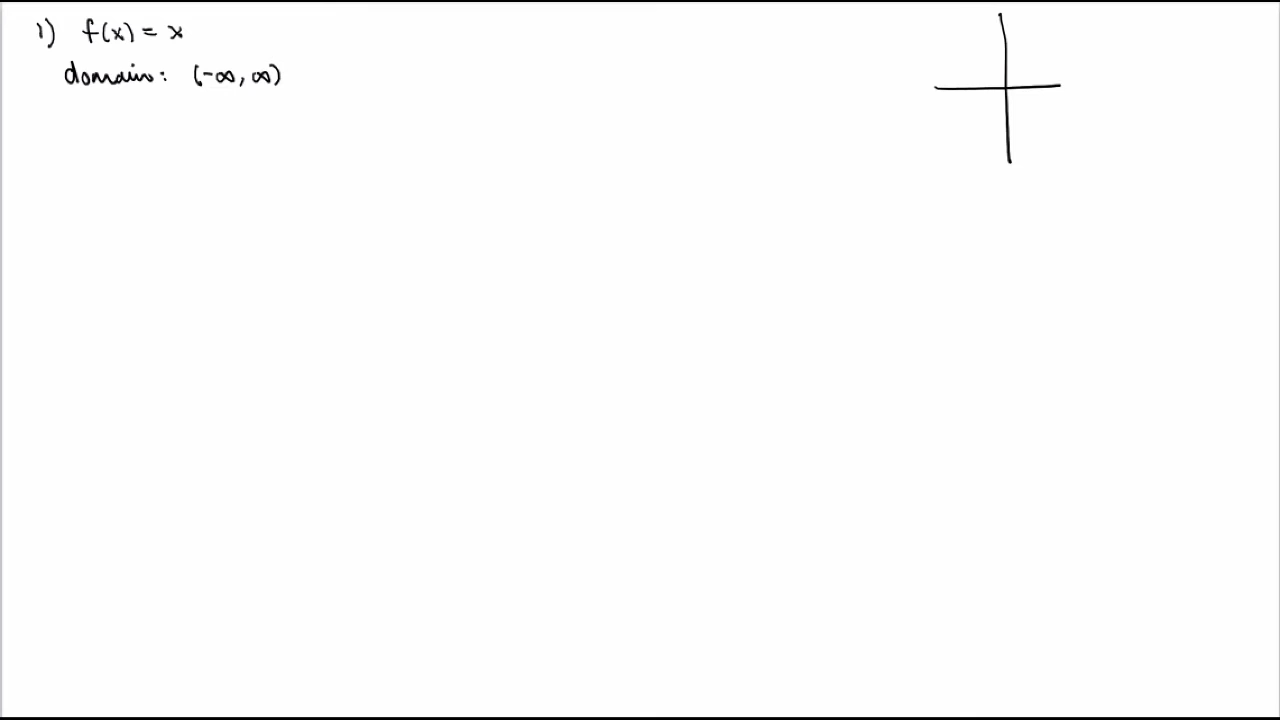 1) f(x) = x
domain: (-∞, ∞)